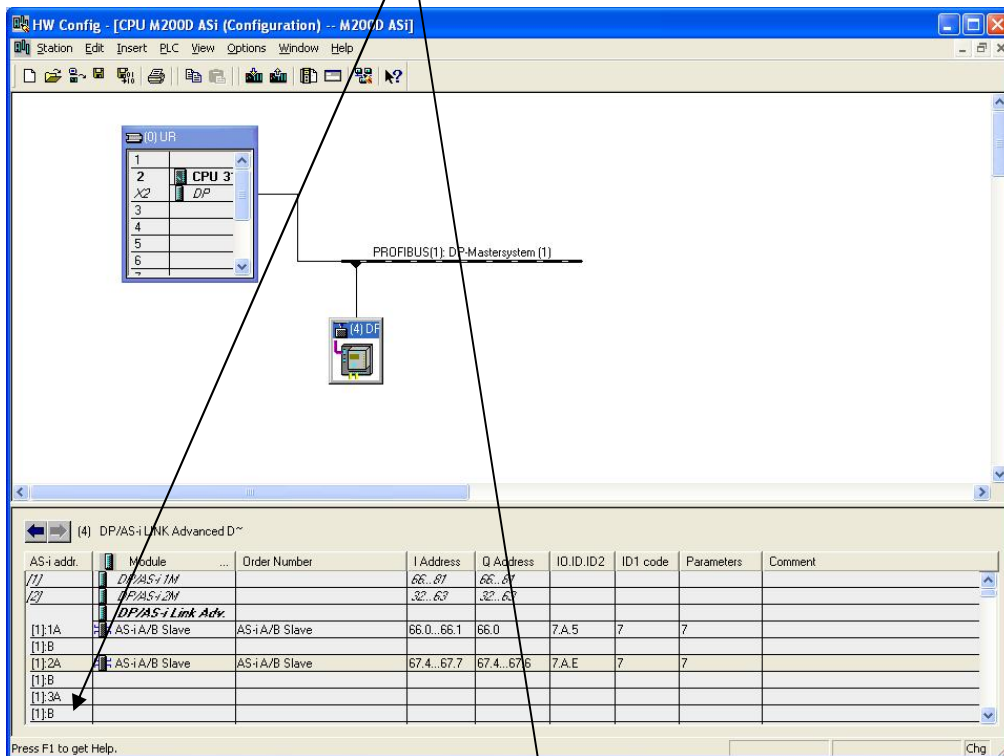 HW Config - [CPU M200D ASi (Configuration) -- M200D ASi]
Station Edit Insert PLC View Options Window Help
(0) UR
1
2 CPU 3
X2 DP
3
4
5
6
PROFIBUS(1): DP-Mastersystem (1)
(4) DP
(4) DP/AS-i LINK Advanced D~
AS-i addr. Module ... Order Number I Address Q Address IO.ID.ID2 ID1 code Parameters Comment
[1] DP/AS-i 1M 66...81 66...81
[2] DP/AS-i 2M 32...63 32...63
DP/AS-i Link Adv.
[1]:1A AS-i A/B Slave AS-i A/B Slave 66.0...66.1 66.0 7.A.5 7 7
[1]:B
[1]:2A AS-i A/B Slave AS-i A/B Slave 67.4...67.7 67.4...67.6 7.A.E 7 7
[1]:B
[1]:3A
[1]:B
Press F1 to get Help. Chg